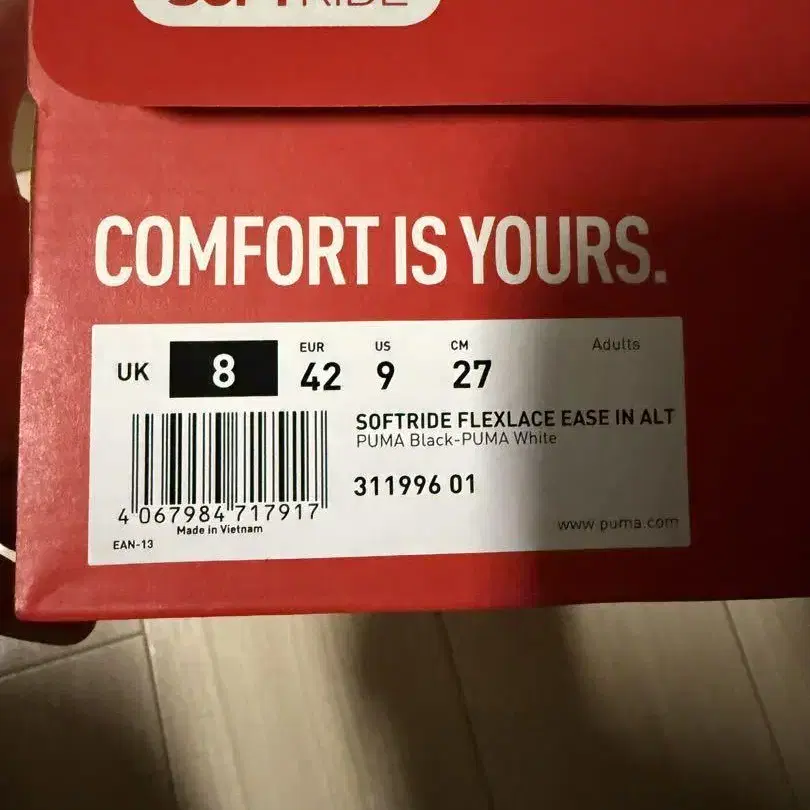 SOFTRIDE
COMFORT IS YOURS.
UK 8 EUR 42 US 9 CM 27 Adults
SOFTRIDE FLEXLACE EASE IN ALT
PUMA Black-PUMA White
311996 01
4 067984 717917
Made in Vietnam
EAN-13
www.puma.com